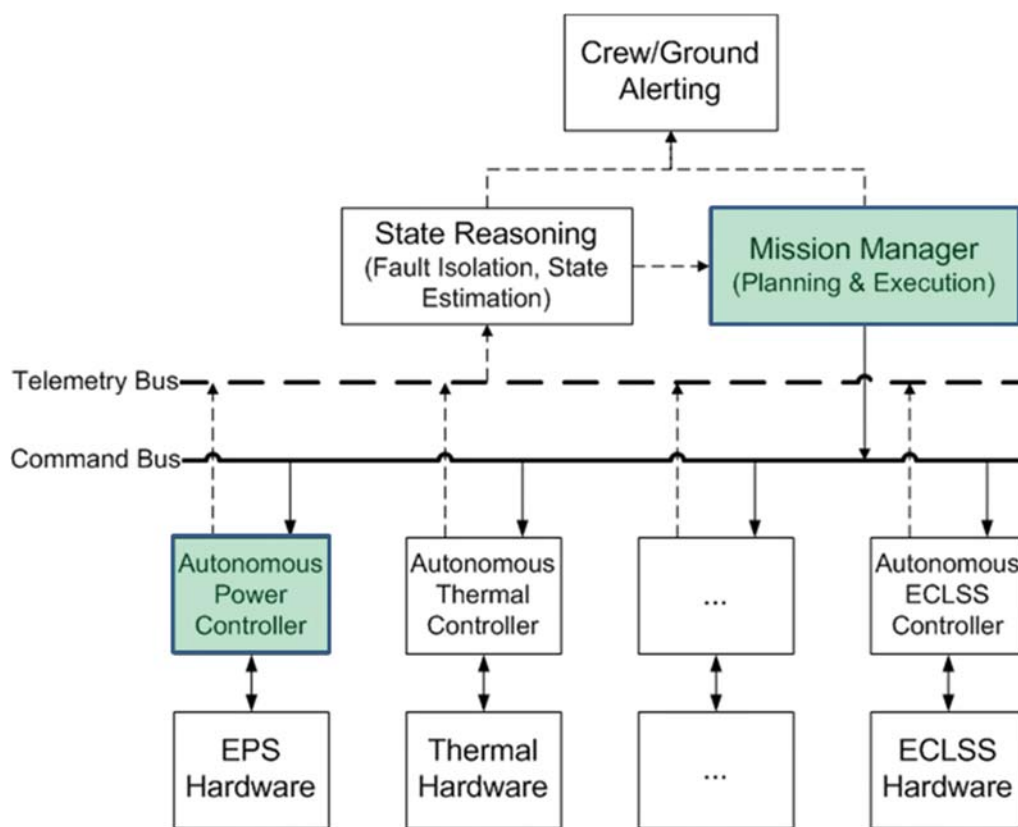 Crew/Ground
Alerting
State Reasoning
(Fault Isolation, State
Estimation)
Mission Manager
(Planning & Execution)
Telemetry Bus
Command Bus
Autonomous
Power
Controller
Autonomous
Thermal
Controller
...
Autonomous
ECLSS
Controller
EPS
Hardware
Thermal
Hardware
...
ECLSS
Hardware